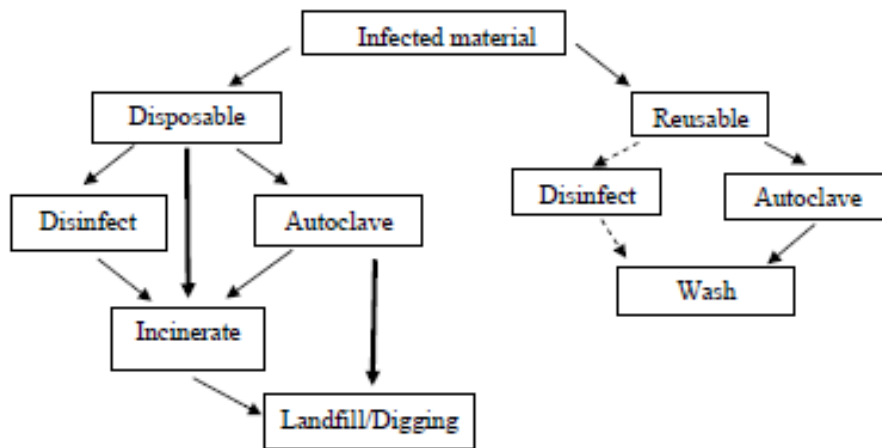 Infected material
Disposable
Reusable
Disinfect
Autoclave
Disinfect
Autoclave
Incinerate
Wash
Landfill/Digging